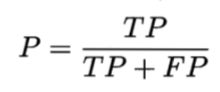 P = TP / (TP + FP)